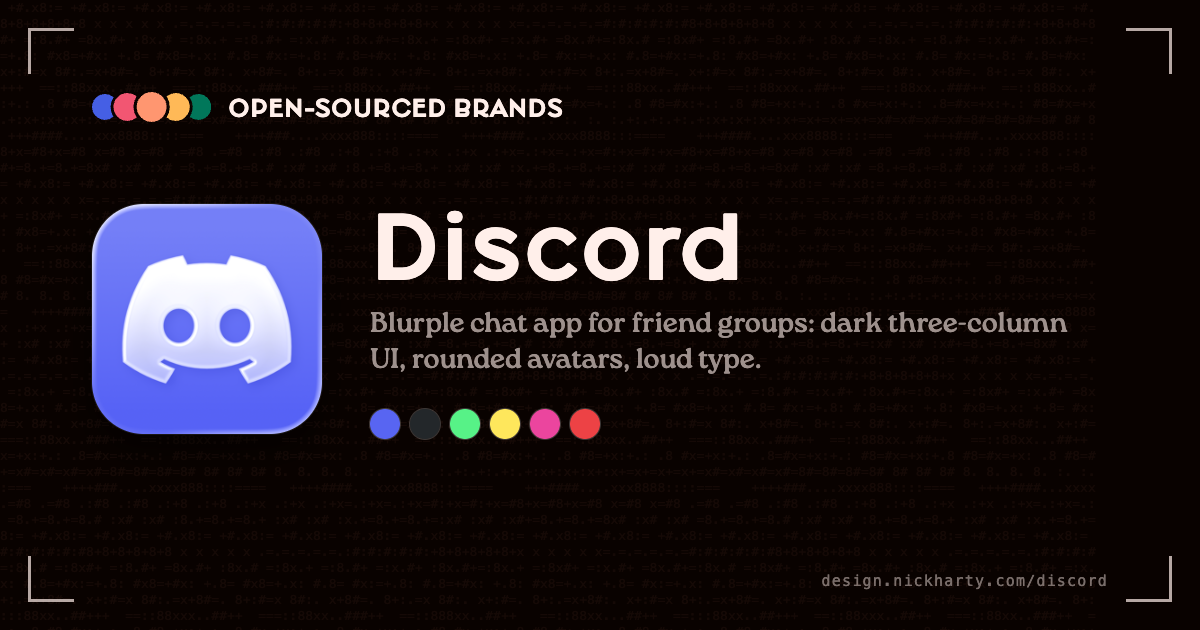 OPEN-SOURCED BRANDS
Discord
Blurple chat app for friend groups: dark three-column
UI, rounded avatars, loud type.
design.nickharty.com/discord